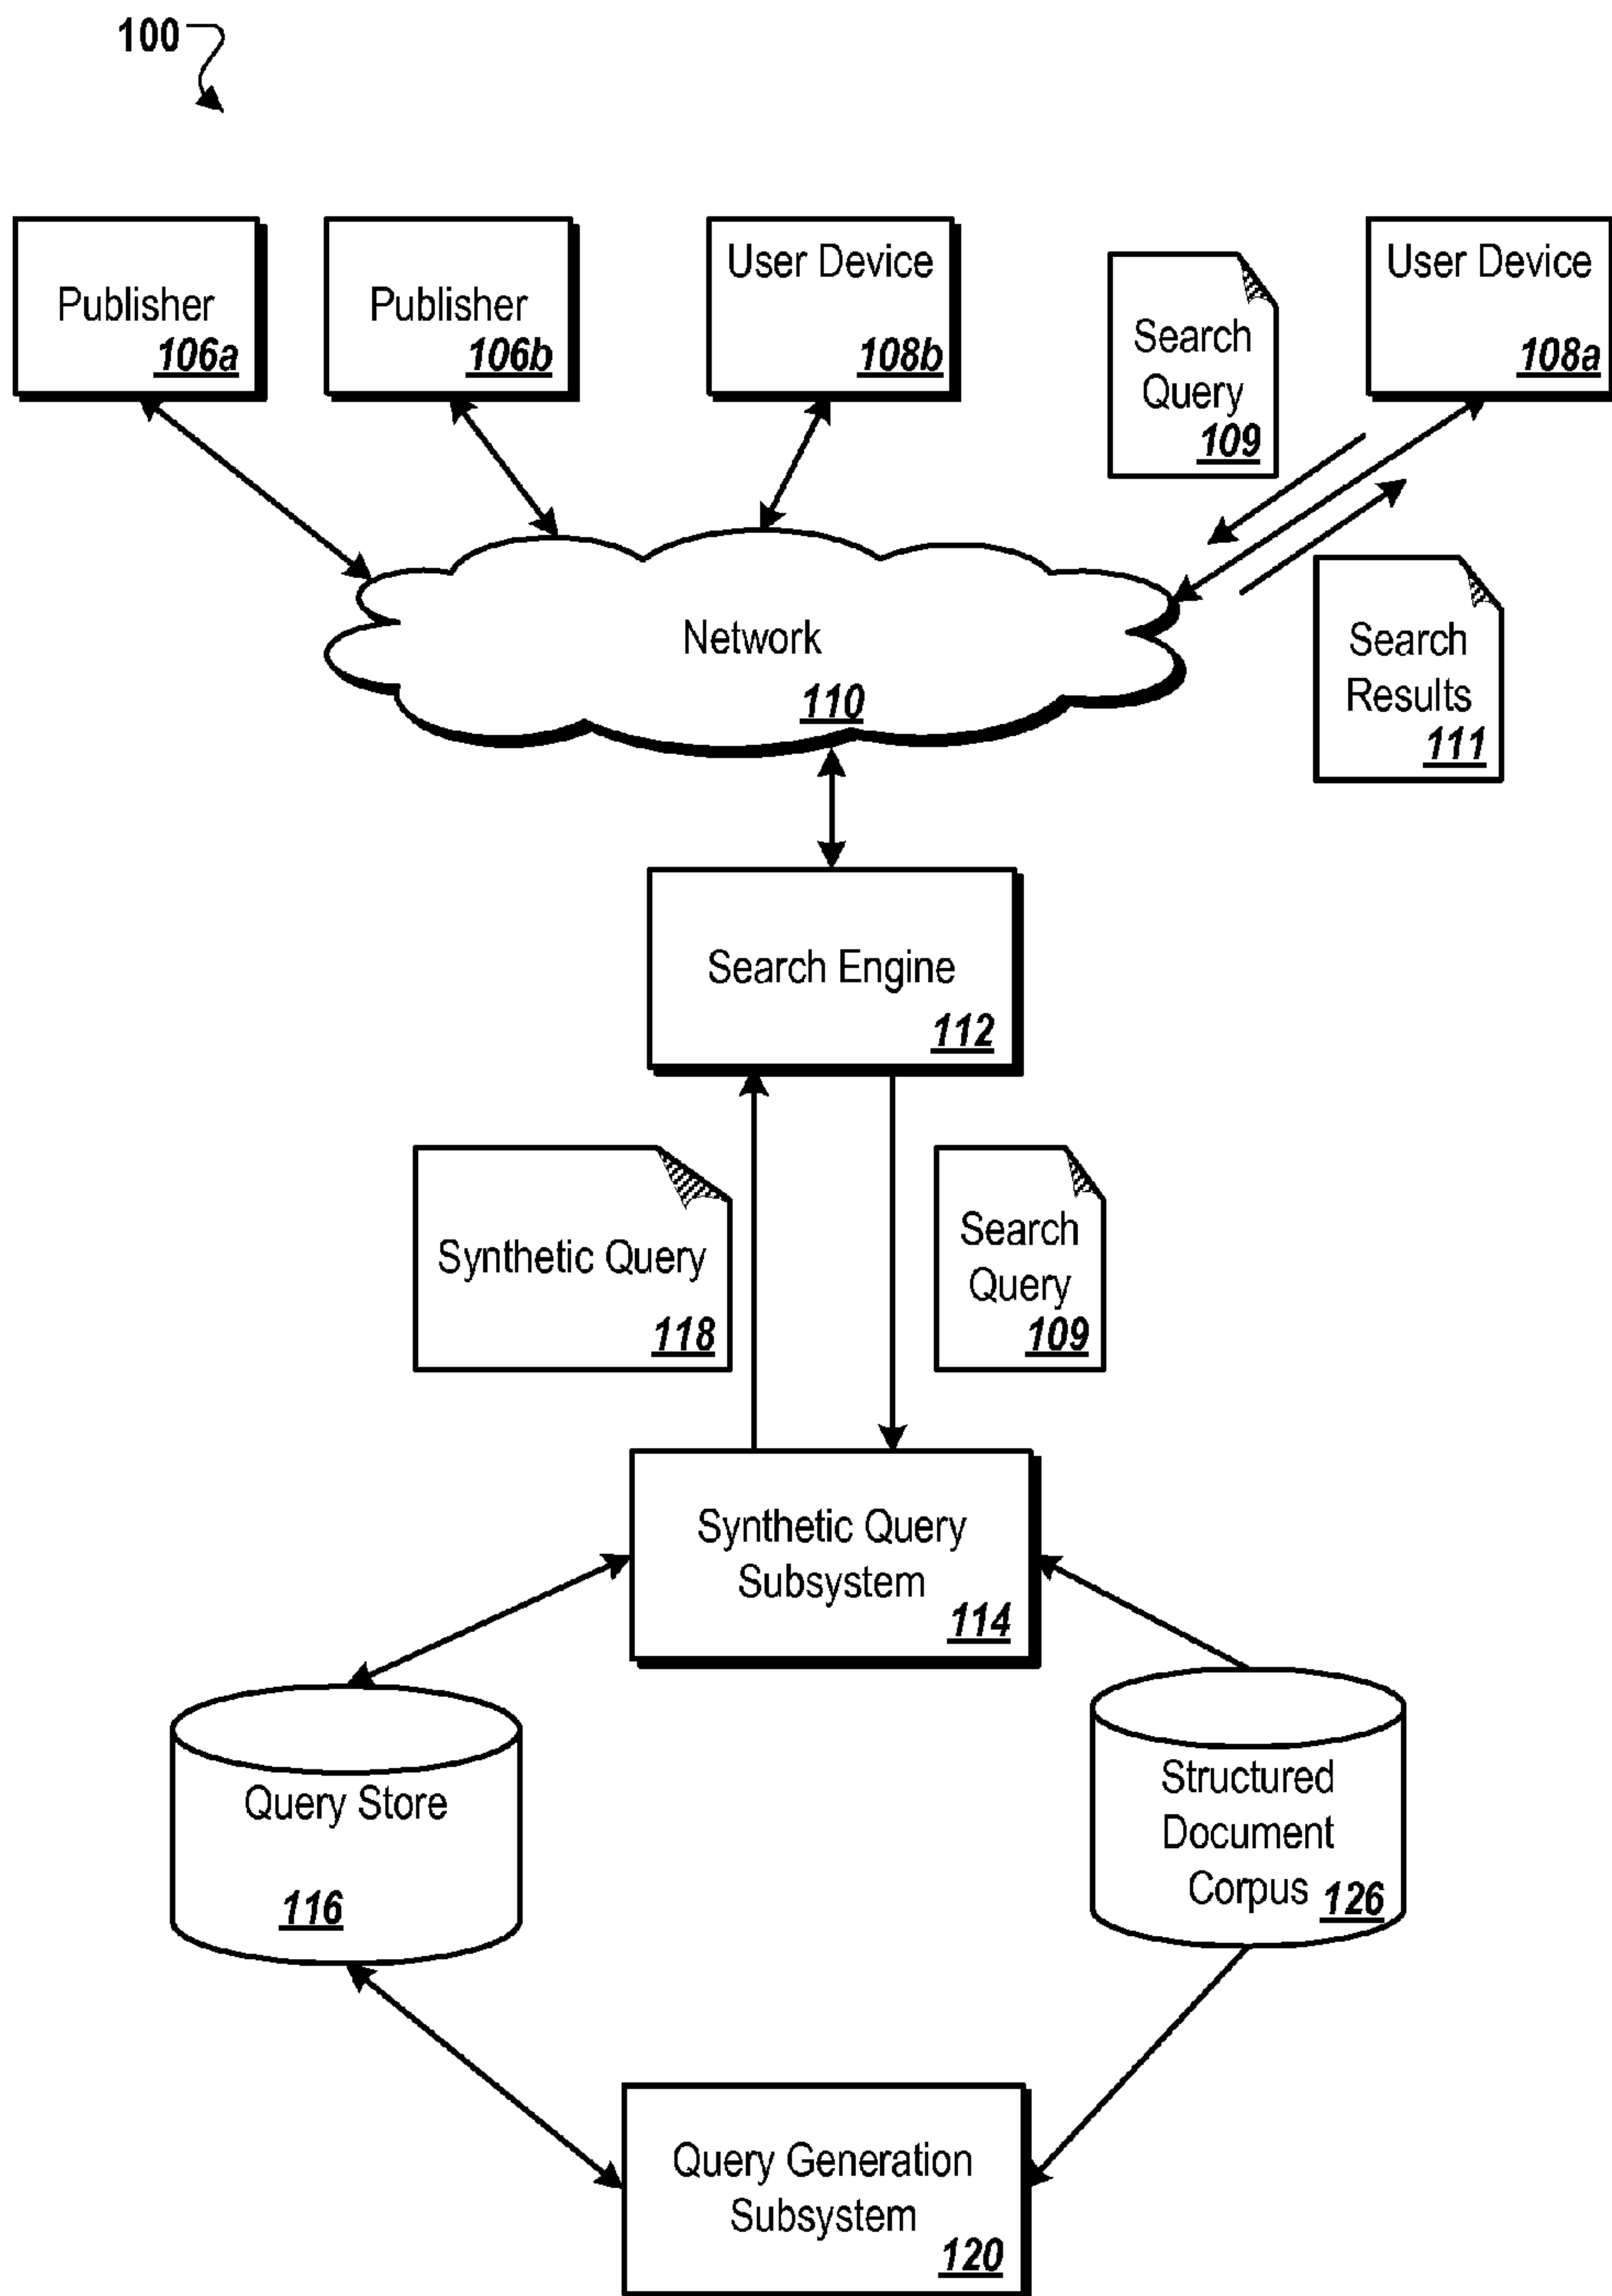 100
Publisher
106a
Publisher
106b
User Device
108b
Search
Query
109
User Device
108a
Network
110
Search
Results
111
Search Engine
112
Synthetic Query
118
Search
Query
109
Synthetic Query
Subsystem
114
Query Store
116
Structured
Document
Corpus 126
Query Generation
Subsystem
120